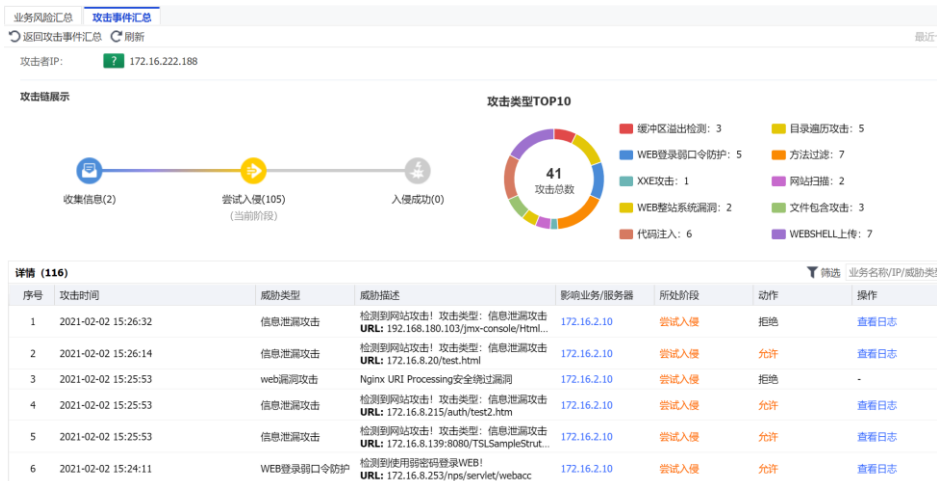 业务风险汇总 攻击事件汇总
返回攻击事件汇总 刷新 最近
攻击者IP: ? 172.16.222.188
攻击链展示
收集信息(2) 尝试入侵(105) 入侵成功(0)
(当前阶段)
攻击类型TOP10
41
攻击总数
缓冲区溢出检测: 3 目录遍历攻击: 5
WEB登录弱口令防护: 5 方法过滤: 7
XXE攻击: 1 网站扫描: 2
WEB整站系统漏洞: 2 文件包含攻击: 3
代码注入: 6 WEBSHELL上传: 7
详情 (116) 筛选 业务名称/IP/威胁类型
序号 攻击时间 威胁类型 威胁描述 影响业务/服务器 所处阶段 动作 操作
1 2021-02-02 15:26:32 信息泄漏攻击 检测到网站攻击! 攻击类型: 信息泄漏攻击 172.16.2.10 尝试入侵 拒绝 查看日志
URL: 192.168.180.103/jmx-console/Html...
2 2021-02-02 15:26:14 信息泄漏攻击 检测到网站攻击! 攻击类型: 信息泄漏攻击 172.16.2.10 尝试入侵 允许 查看日志
URL: 172.16.8.20/test.html
3 2021-02-02 15:25:53 web漏洞攻击 Nginx URI Processing安全绕过漏洞 172.16.2.10 尝试入侵 拒绝 -
4 2021-02-02 15:25:53 信息泄漏攻击 检测到网站攻击! 攻击类型: 信息泄漏攻击 172.16.2.10 尝试入侵 允许 查看日志
URL: 172.16.8.215/auth/test2.htm
5 2021-02-02 15:25:53 信息泄漏攻击 检测到网站攻击! 攻击类型: 信息泄漏攻击 172.16.2.10 尝试入侵 允许 查看日志
URL: 172.16.8.139:8080/TSLSampleStrut...
6 2021-02-02 15:24:11 WEB登录弱口令防护 检测到使用弱密码登录WEB! 172.16.2.10 尝试入侵 允许 查看日志
URL: 172.16.8.253/nps/servlet/webacc